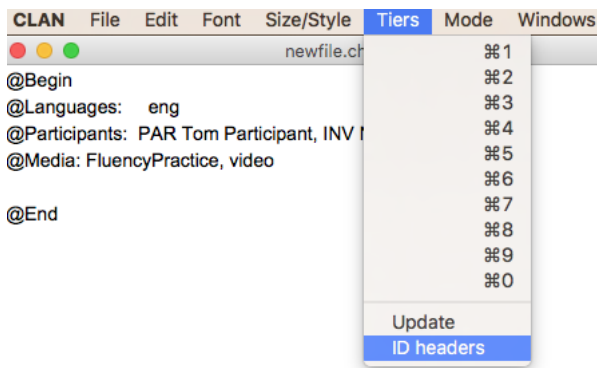 CLAN File Edit Font Size/Style Tiers Mode Windows
newfile.ch
⌘1
@Begin
⌘2
@Languages: eng
⌘3
@Participants: PAR Tom Participant, INV
⌘4
@Media: FluencyPractice, video
⌘5
⌘6
@End
⌘7
⌘8
⌘9
⌘0
Update
ID headers